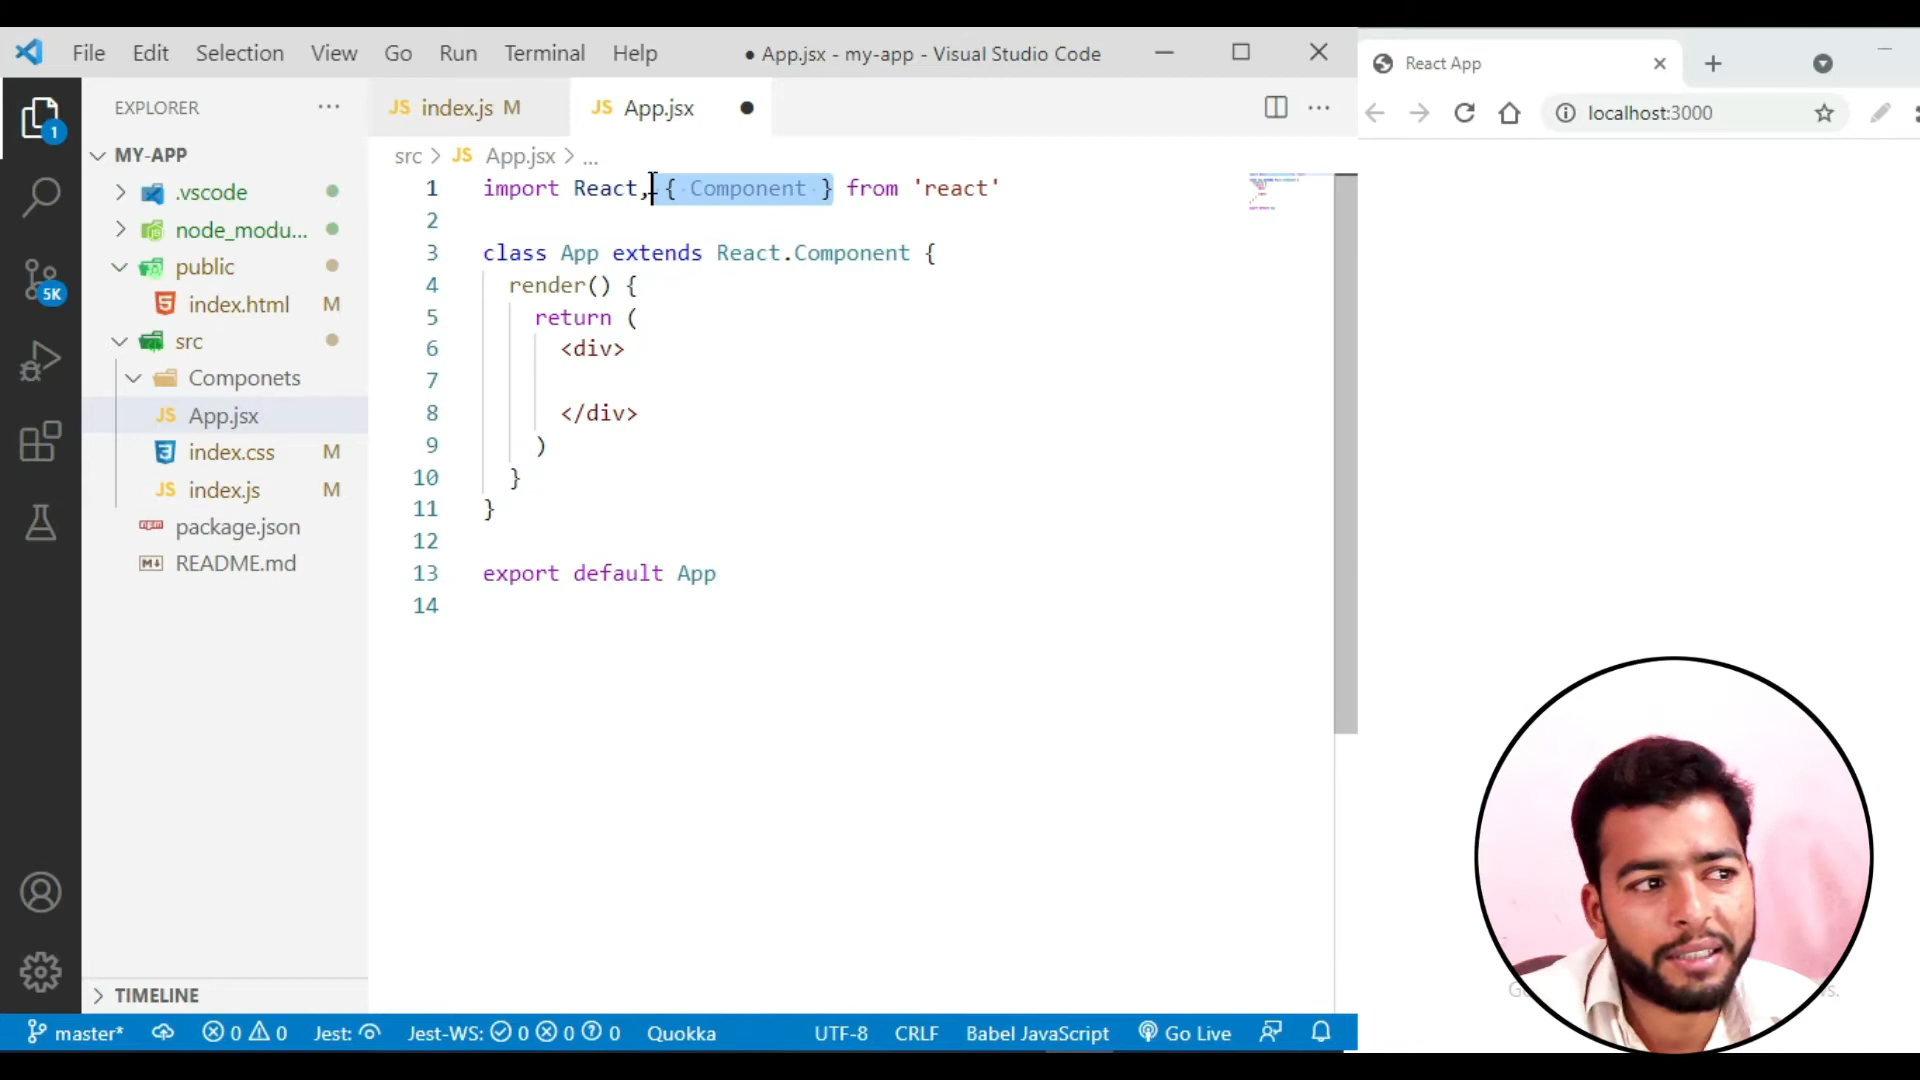 File Edit Selection View Go Run Terminal Help ● App.jsx - my-app - Visual Studio Code
React App
localhost:3000
EXPLORER
MY-APP
.vscode
node_modu...
public
index.html M
src
Componets
App.jsx
index.css M
index.js M
package.json
README.md
TIMELINE
1
5K
JS index.js M JS App.jsx
src > JS App.jsx > ...
1 import React, { Component } from 'react'
2
3 class App extends React.Component {
4 render() {
5 return (
6 <div>
7
8 </div>
9 )
10 }
11 }
12
13 export default App
14
master* 0 0 Jest: Jest-WS: 0 0 0 Quokka UTF-8 CRLF Babel JavaScript Go Live